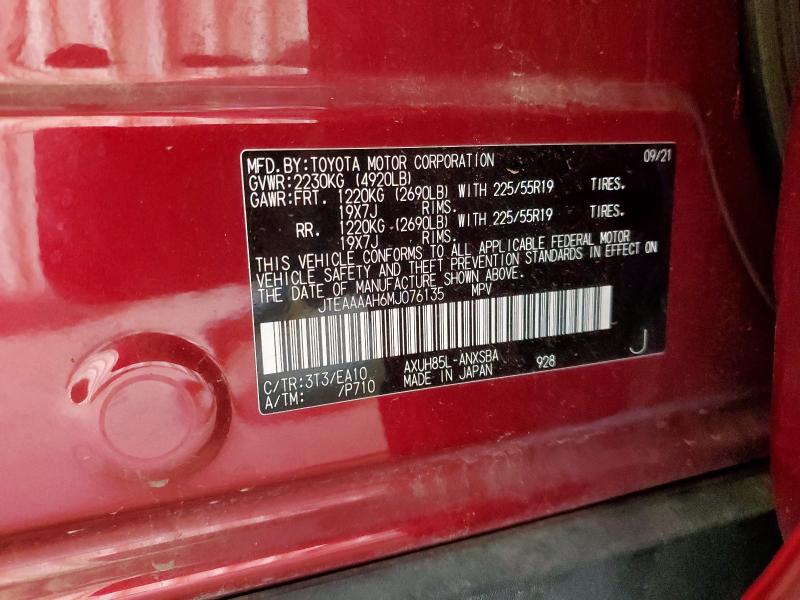 MFD.BY:TOYOTA MOTOR CORPORATION 09/21
GVWR:2230KG (4920LB)
GAWR:FRT. 1220KG (2690LB) WITH 225/55R19 TIRES.
19X7J RIMS.
RR. 1220KG (2690LB) WITH 225/55R19 TIRES.
19X7J RIMS.
THIS VEHICLE CONFORMS TO ALL APPLICABLE FEDERAL MOTOR
VEHICLE SAFETY AND THEFT PREVENTION STANDARDS IN EFFECT ON
THE DATE OF MANUFACTURE SHOWN ABOVE.
JTEAAAAH6MJ076135 MPV
C/TR:3T3/EA10 AXUH85L-ANXSBA 928 J
A/TM: /P710 MADE IN JAPAN